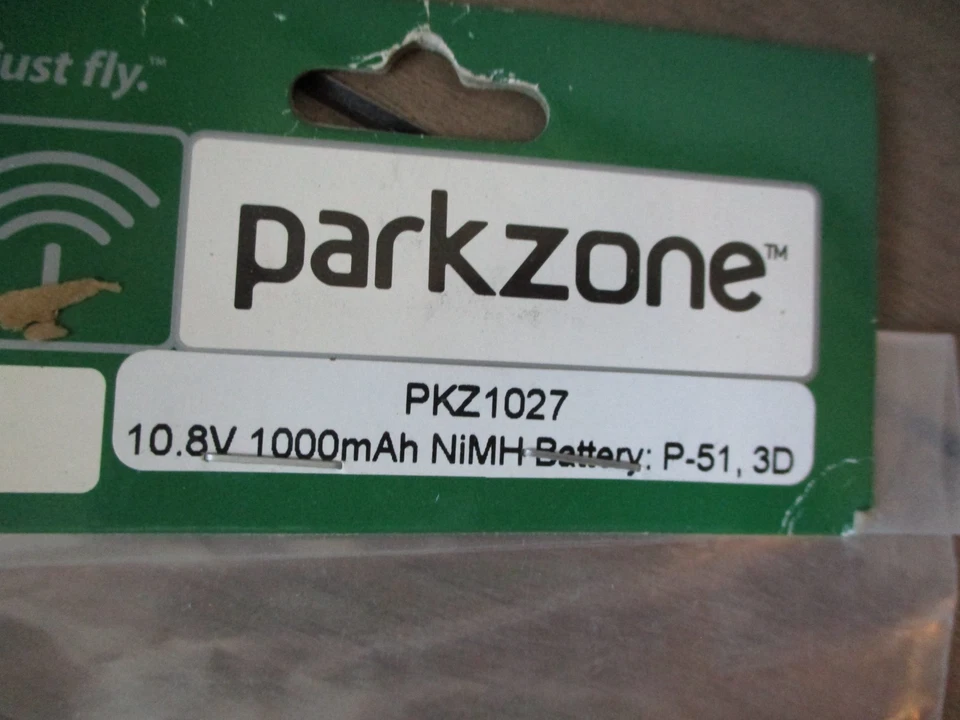 just fly.™
parkzone™
PKZ1027
10.8V 1000mAh NiMH Battery: P-51, 3D